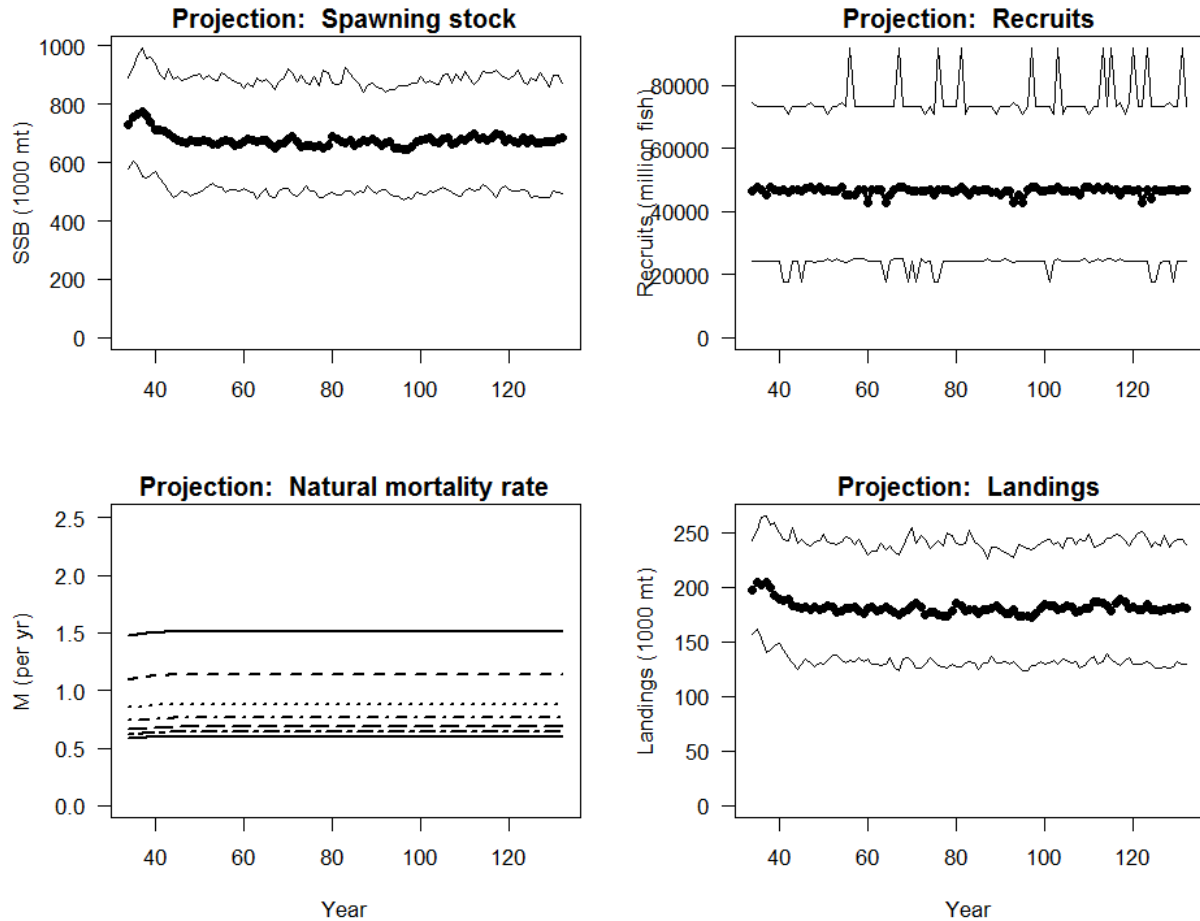 Projection:  Spawning stock
SSB (1000 mt)
1000
800
600
400
200
0
40 60 80 100 120
Projection:  Recruits
Recruits (million fish)
80000
60000
40000
20000
0
40 60 80 100 120
Projection:  Natural mortality rate
M (per yr)
2.5
2.0
1.5
1.0
0.5
0.0
40 60 80 100 120
Year
Projection:  Landings
Landings (1000 mt)
250
200
150
100
50
0
40 60 80 100 120
Year